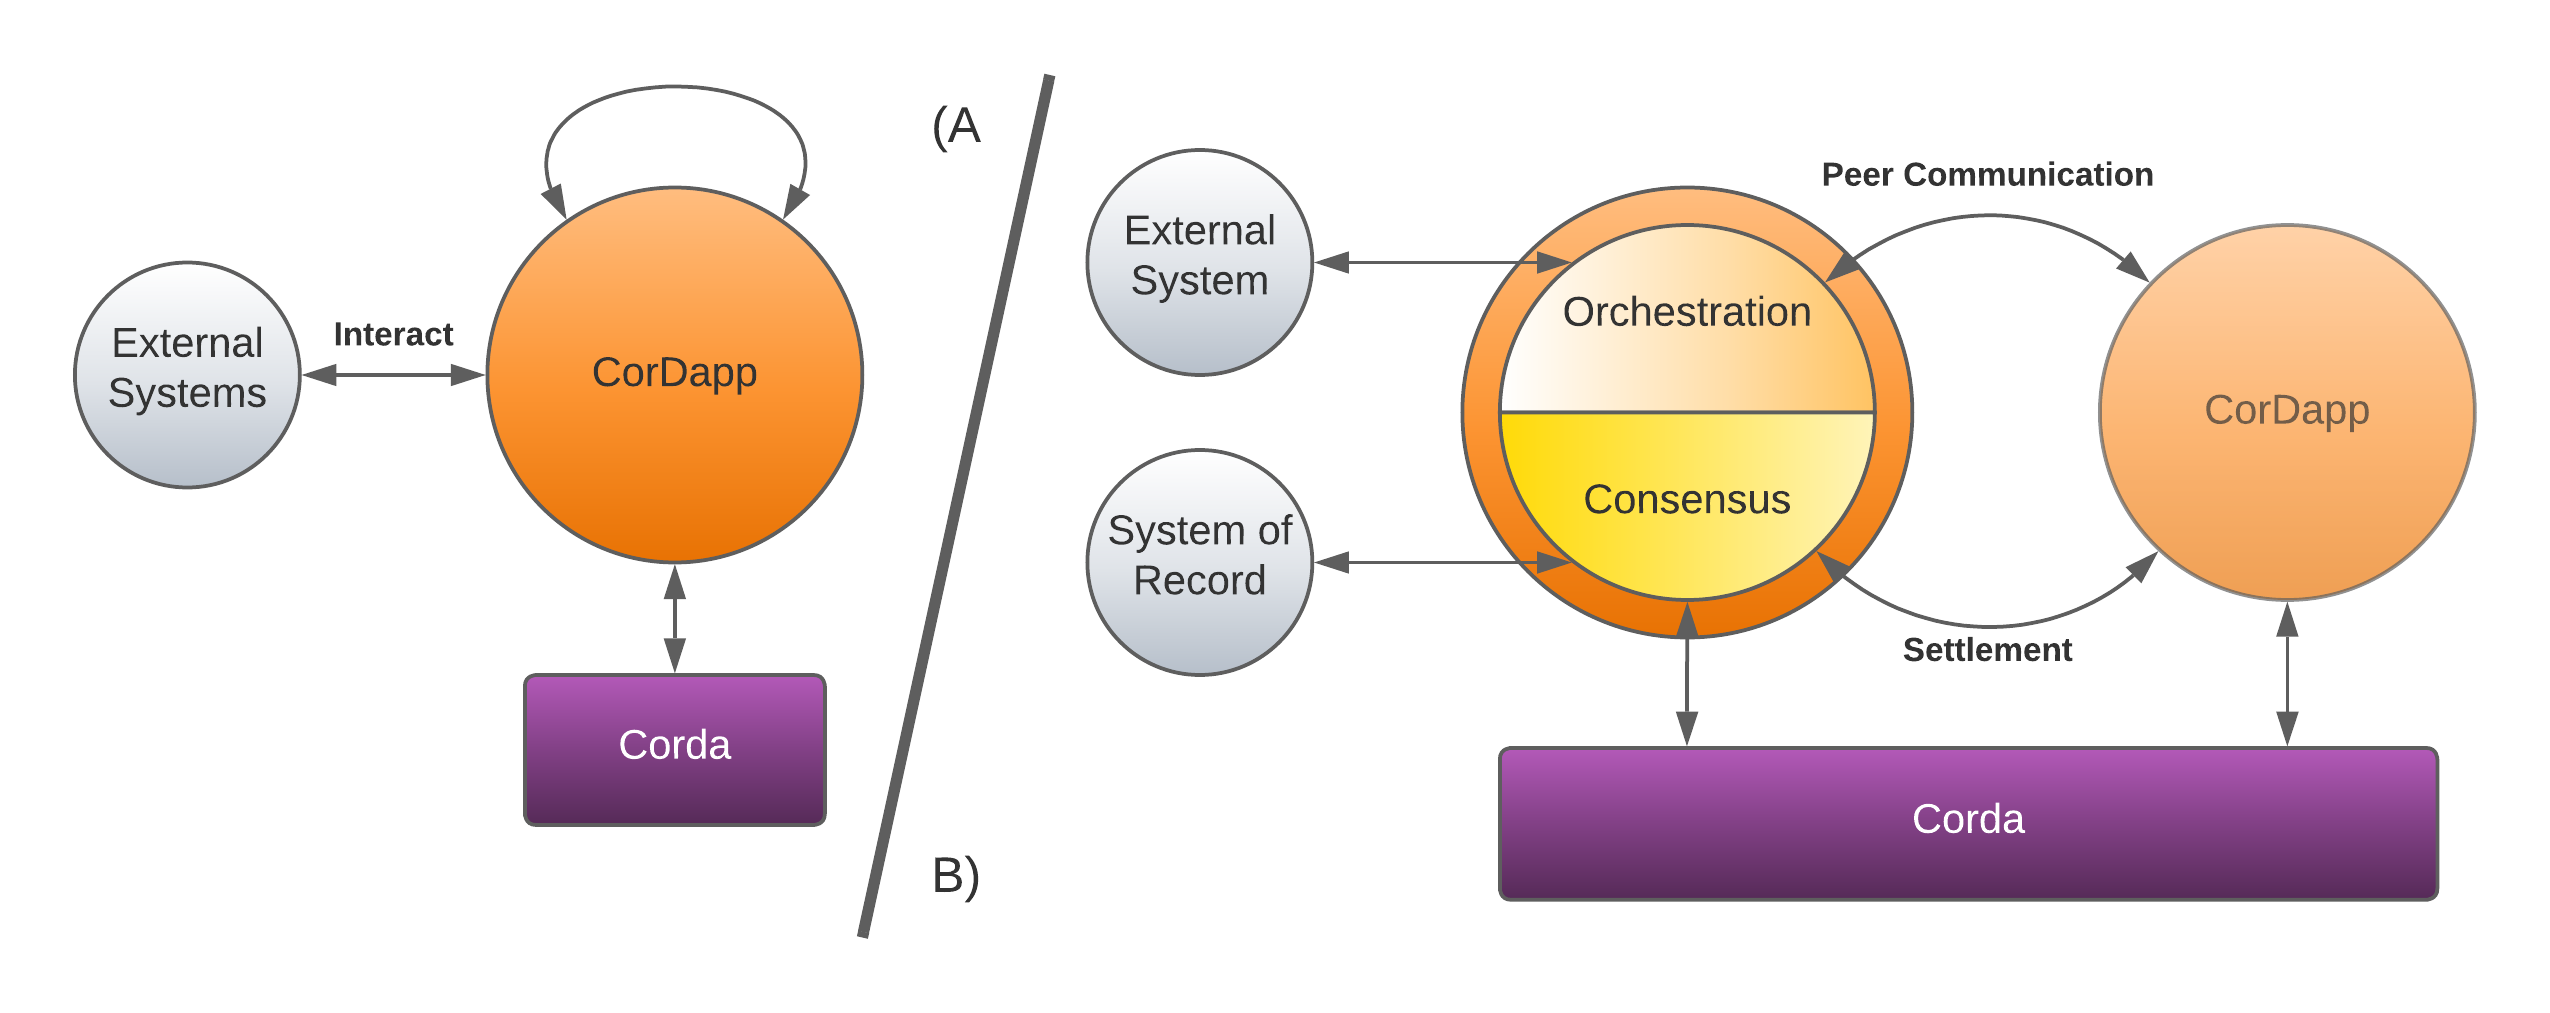 External
Systems
Interact
CorDapp
Corda
(A
B)
External
System
System of
Record
Orchestration
Consensus
Peer Communication
Settlement
CorDapp
Corda